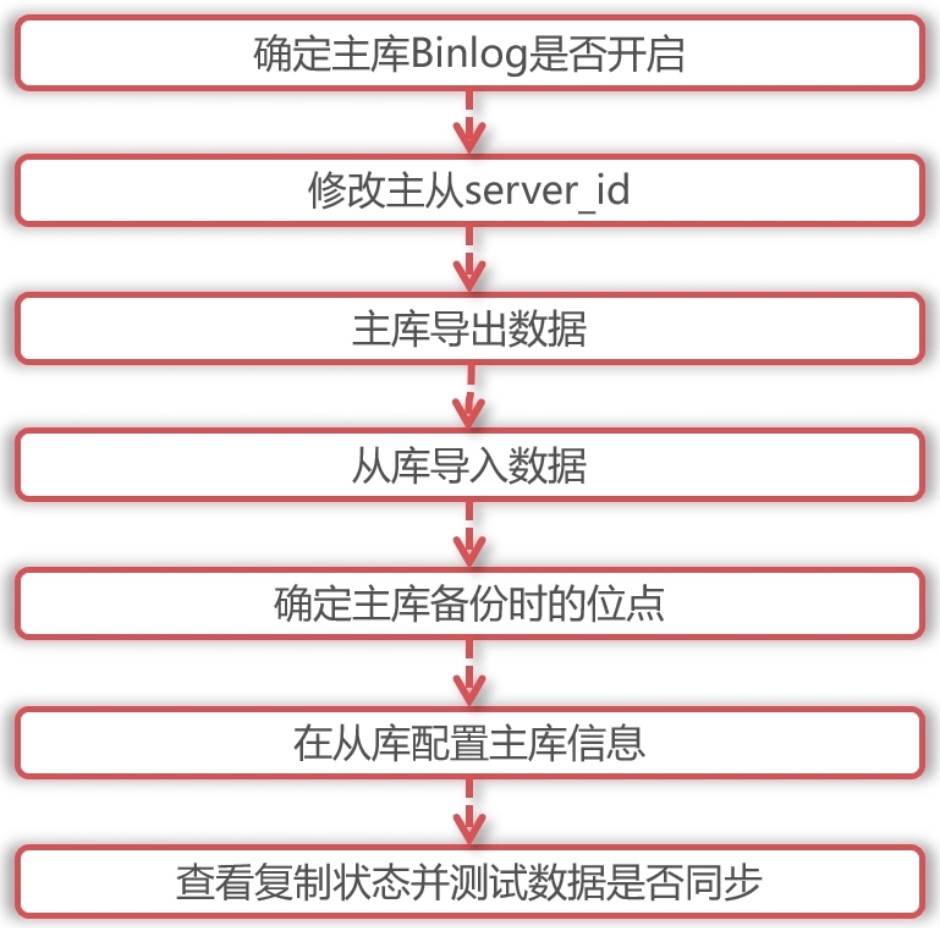 确定主库Binlog是否开启
修改主从server_id
主库导出数据
从库导入数据
确定主库备份时的位点
在从库配置主库信息
查看复制状态并测试数据是否同步